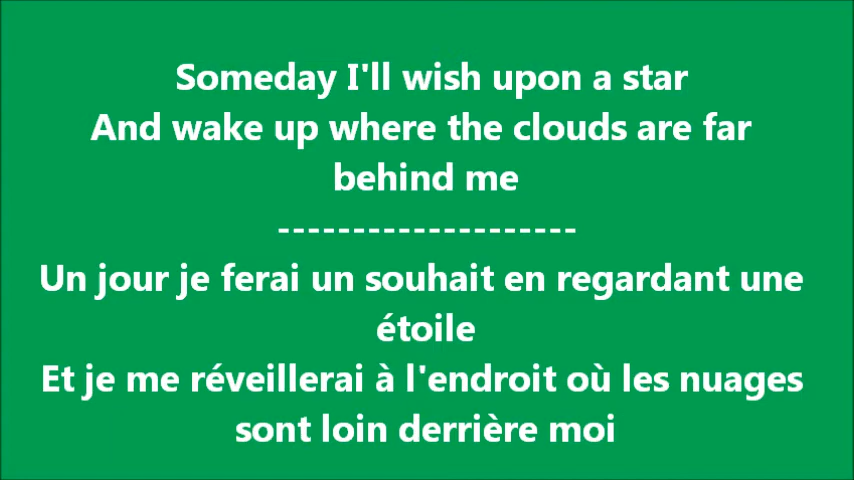 Someday I'll wish upon a star
And wake up where the clouds are far
behind me
--------------------
Un jour je ferai un souhait en regardant une
étoile
Et je me réveillerai à l'endroit où les nuages
sont loin derrière moi